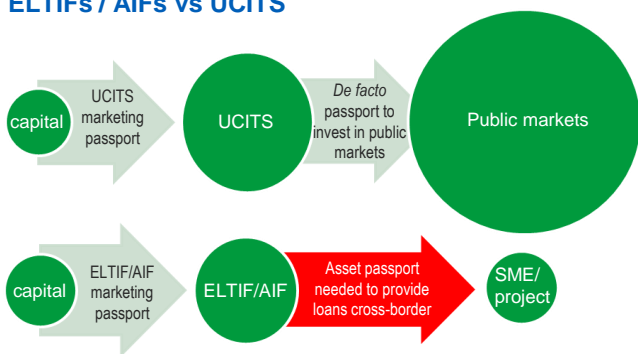 ELTIFs / AIFs vs UCITS
capital
UCITS
marketing
passport
UCITS
De facto
passport to
invest in public
markets
Public markets
capital
ELTIF/AIF
marketing
passport
ELTIF/AIF
Asset passport
needed to provide
loans cross-border
SME/
project